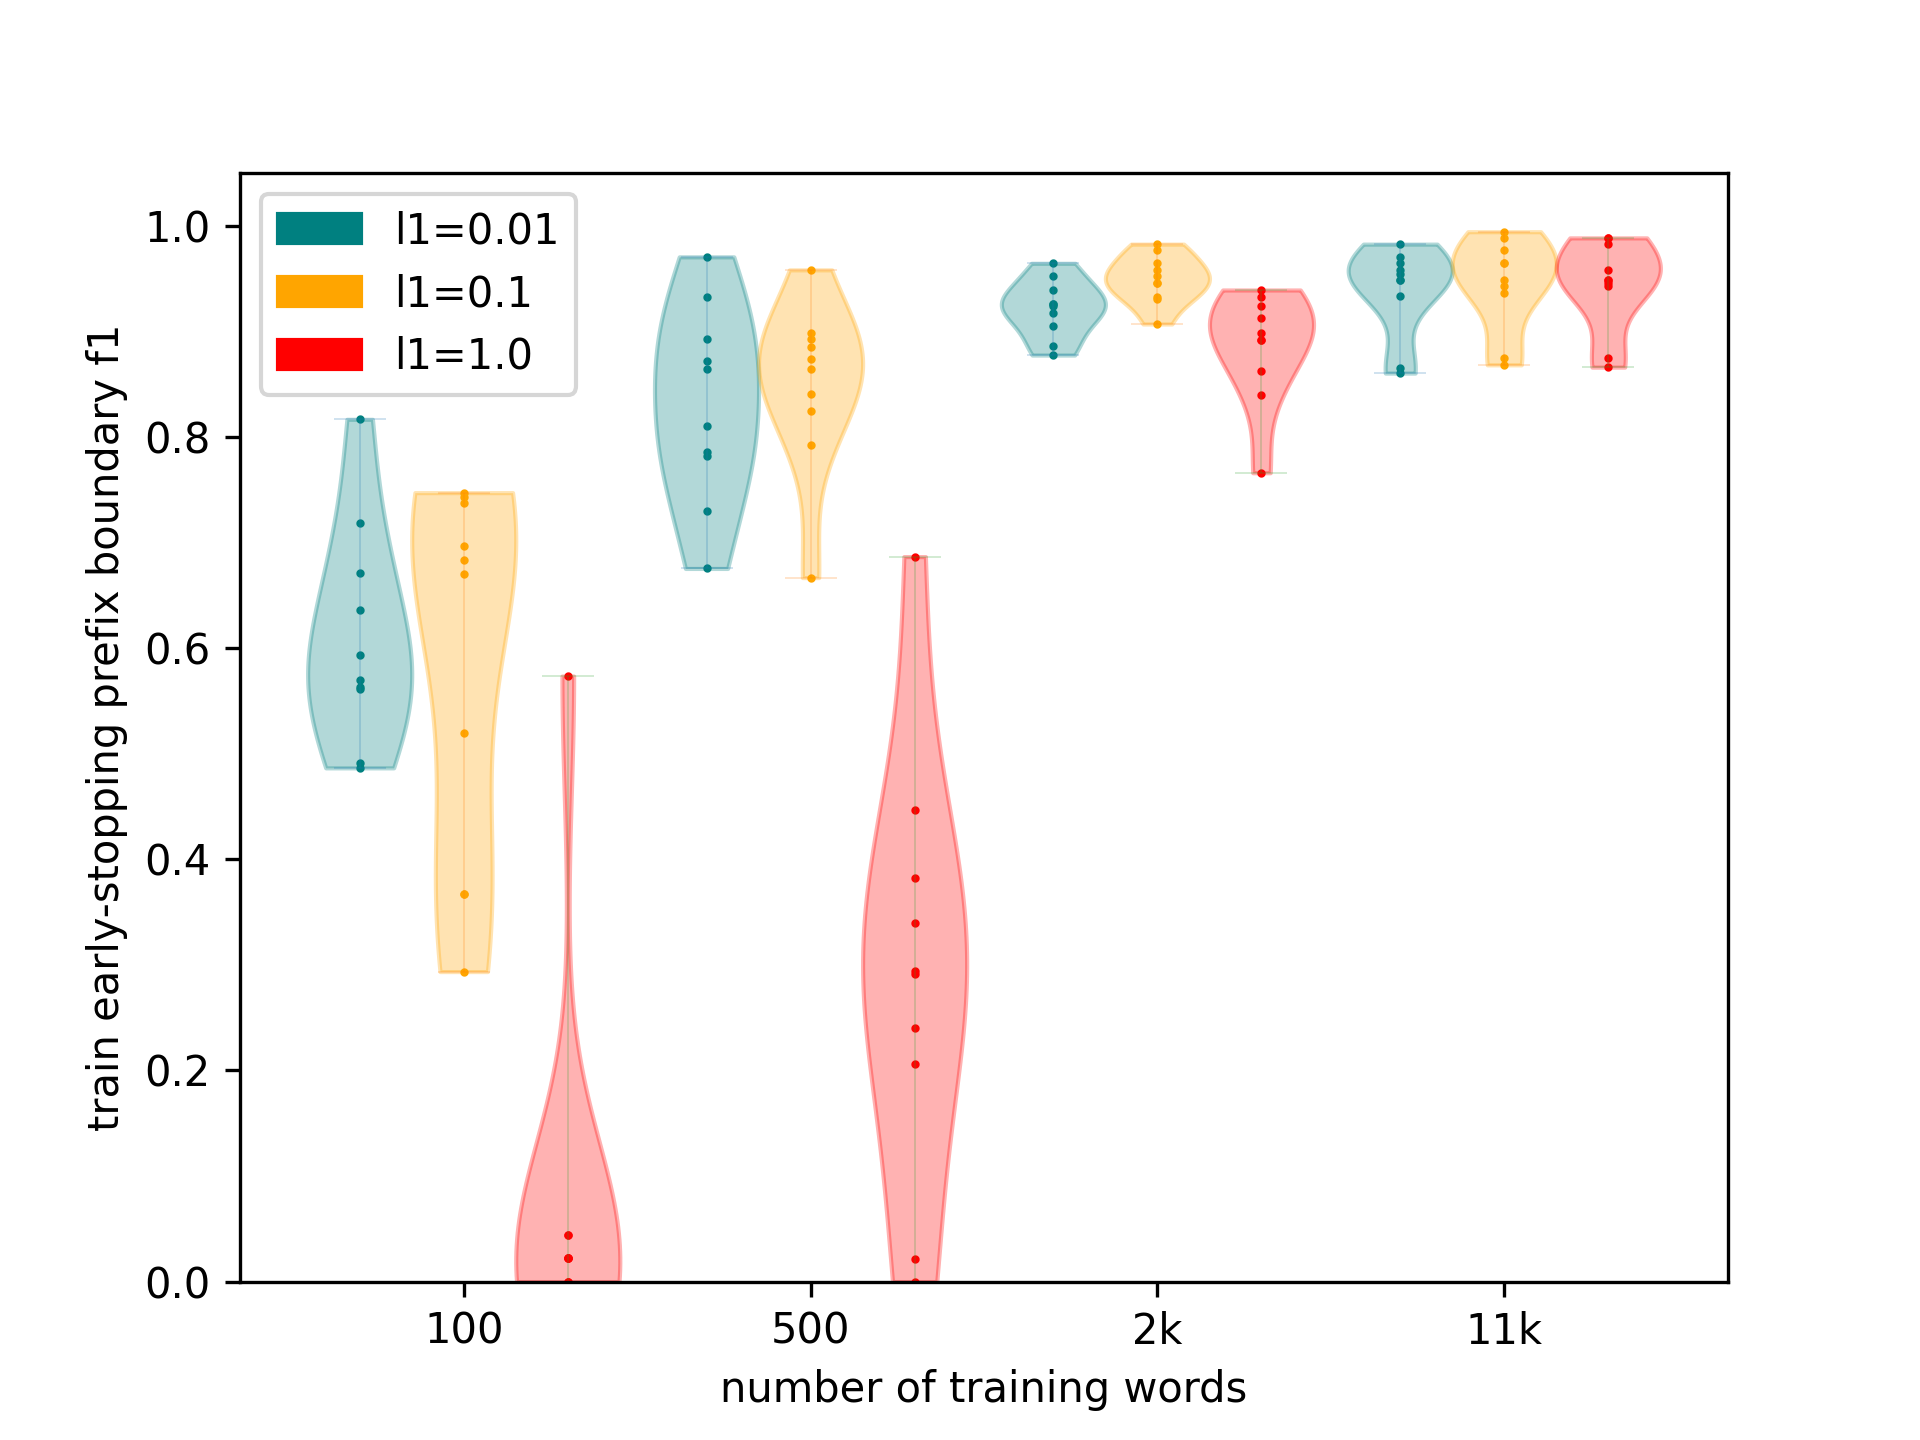 l1=0.01
l1=0.1
l1=1.0
train early-stopping prefix boundary f1
1.0
0.8
0.6
0.4
0.2
0.0
100 500 2k 11k
number of training words